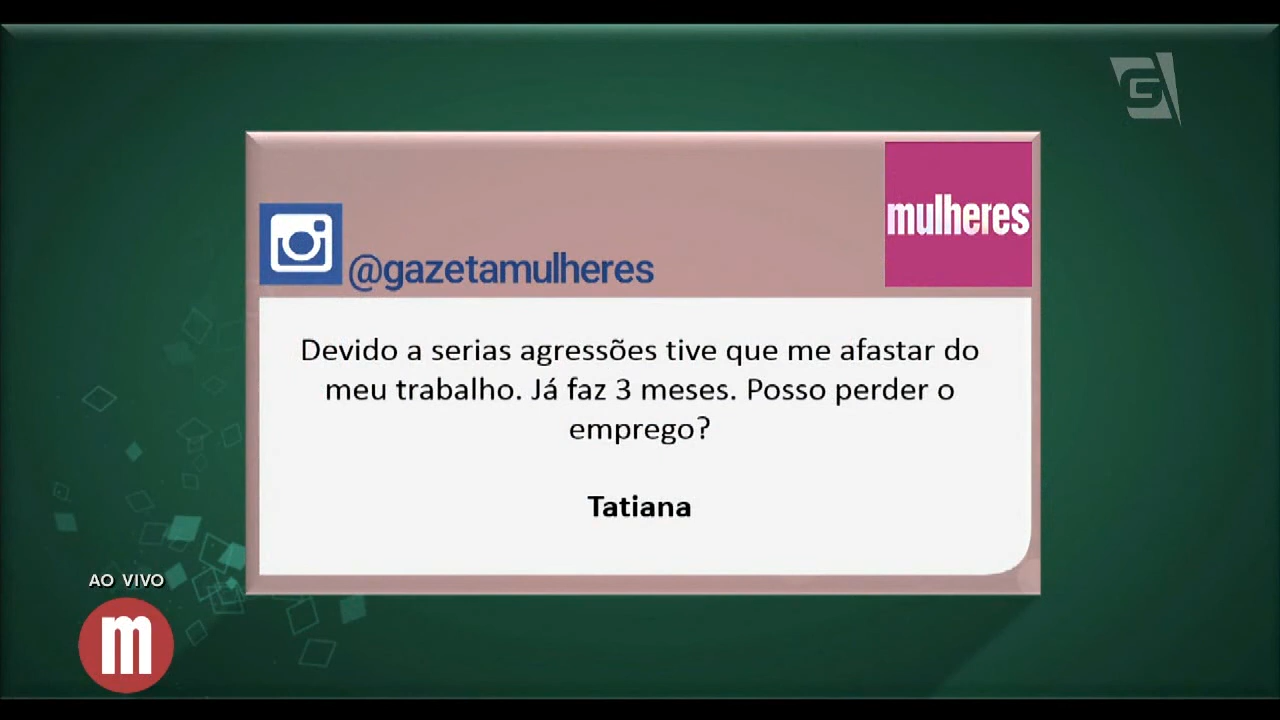 mulheres
@gazetamulheres
Devido a serias agressões tive que me afastar do
meu trabalho. Já faz 3 meses. Posso perder o
emprego?
Tatiana
AO VIVO
m